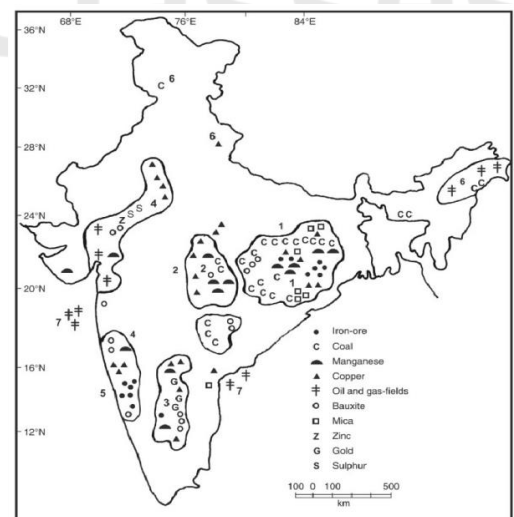 68°E 76°E 84°E
36°N
C 6
32°N
28°N
6
6
C C
4
S S
Z
24°N
C C
1
C C C C C C C C
C C
C
2 2 C
C
C
C 1
C
C
C C C
20°N
7
C
C
C
4
16°N
5
G
G
G
3
7
12°N
Iron-ore
C Coal
Manganese
Copper
Oil and gas-fields
Bauxite
Mica
Z Zinc
G Gold
S Sulphur
100 0 100 500
km